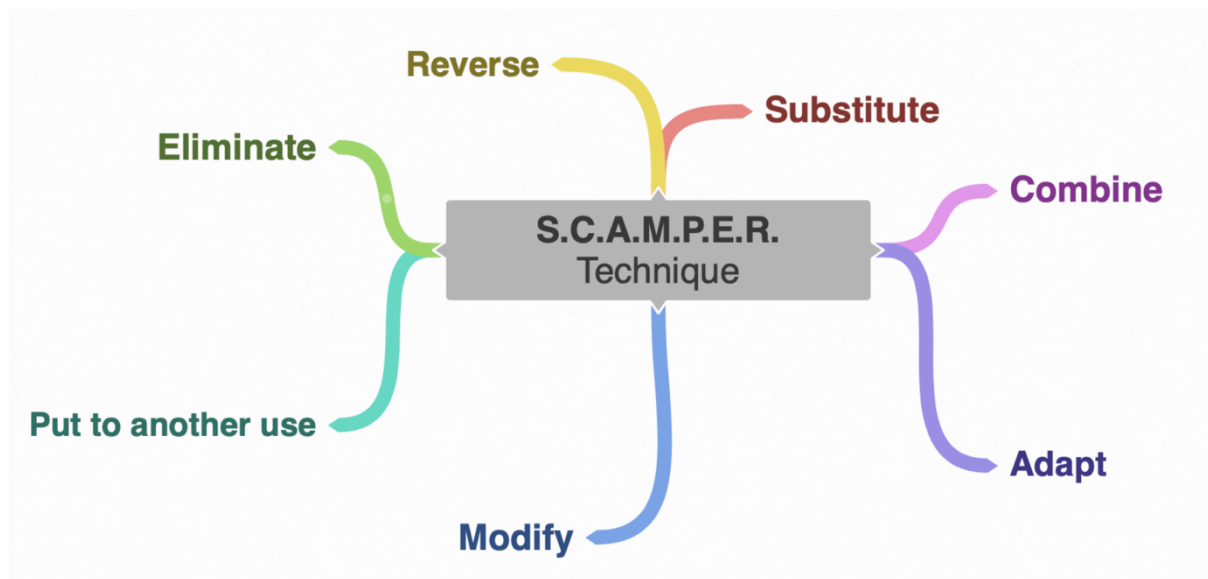 S.C.A.M.P.E.R.
Technique
Substitute
Combine
Adapt
Modify
Put to another use
Eliminate
Reverse